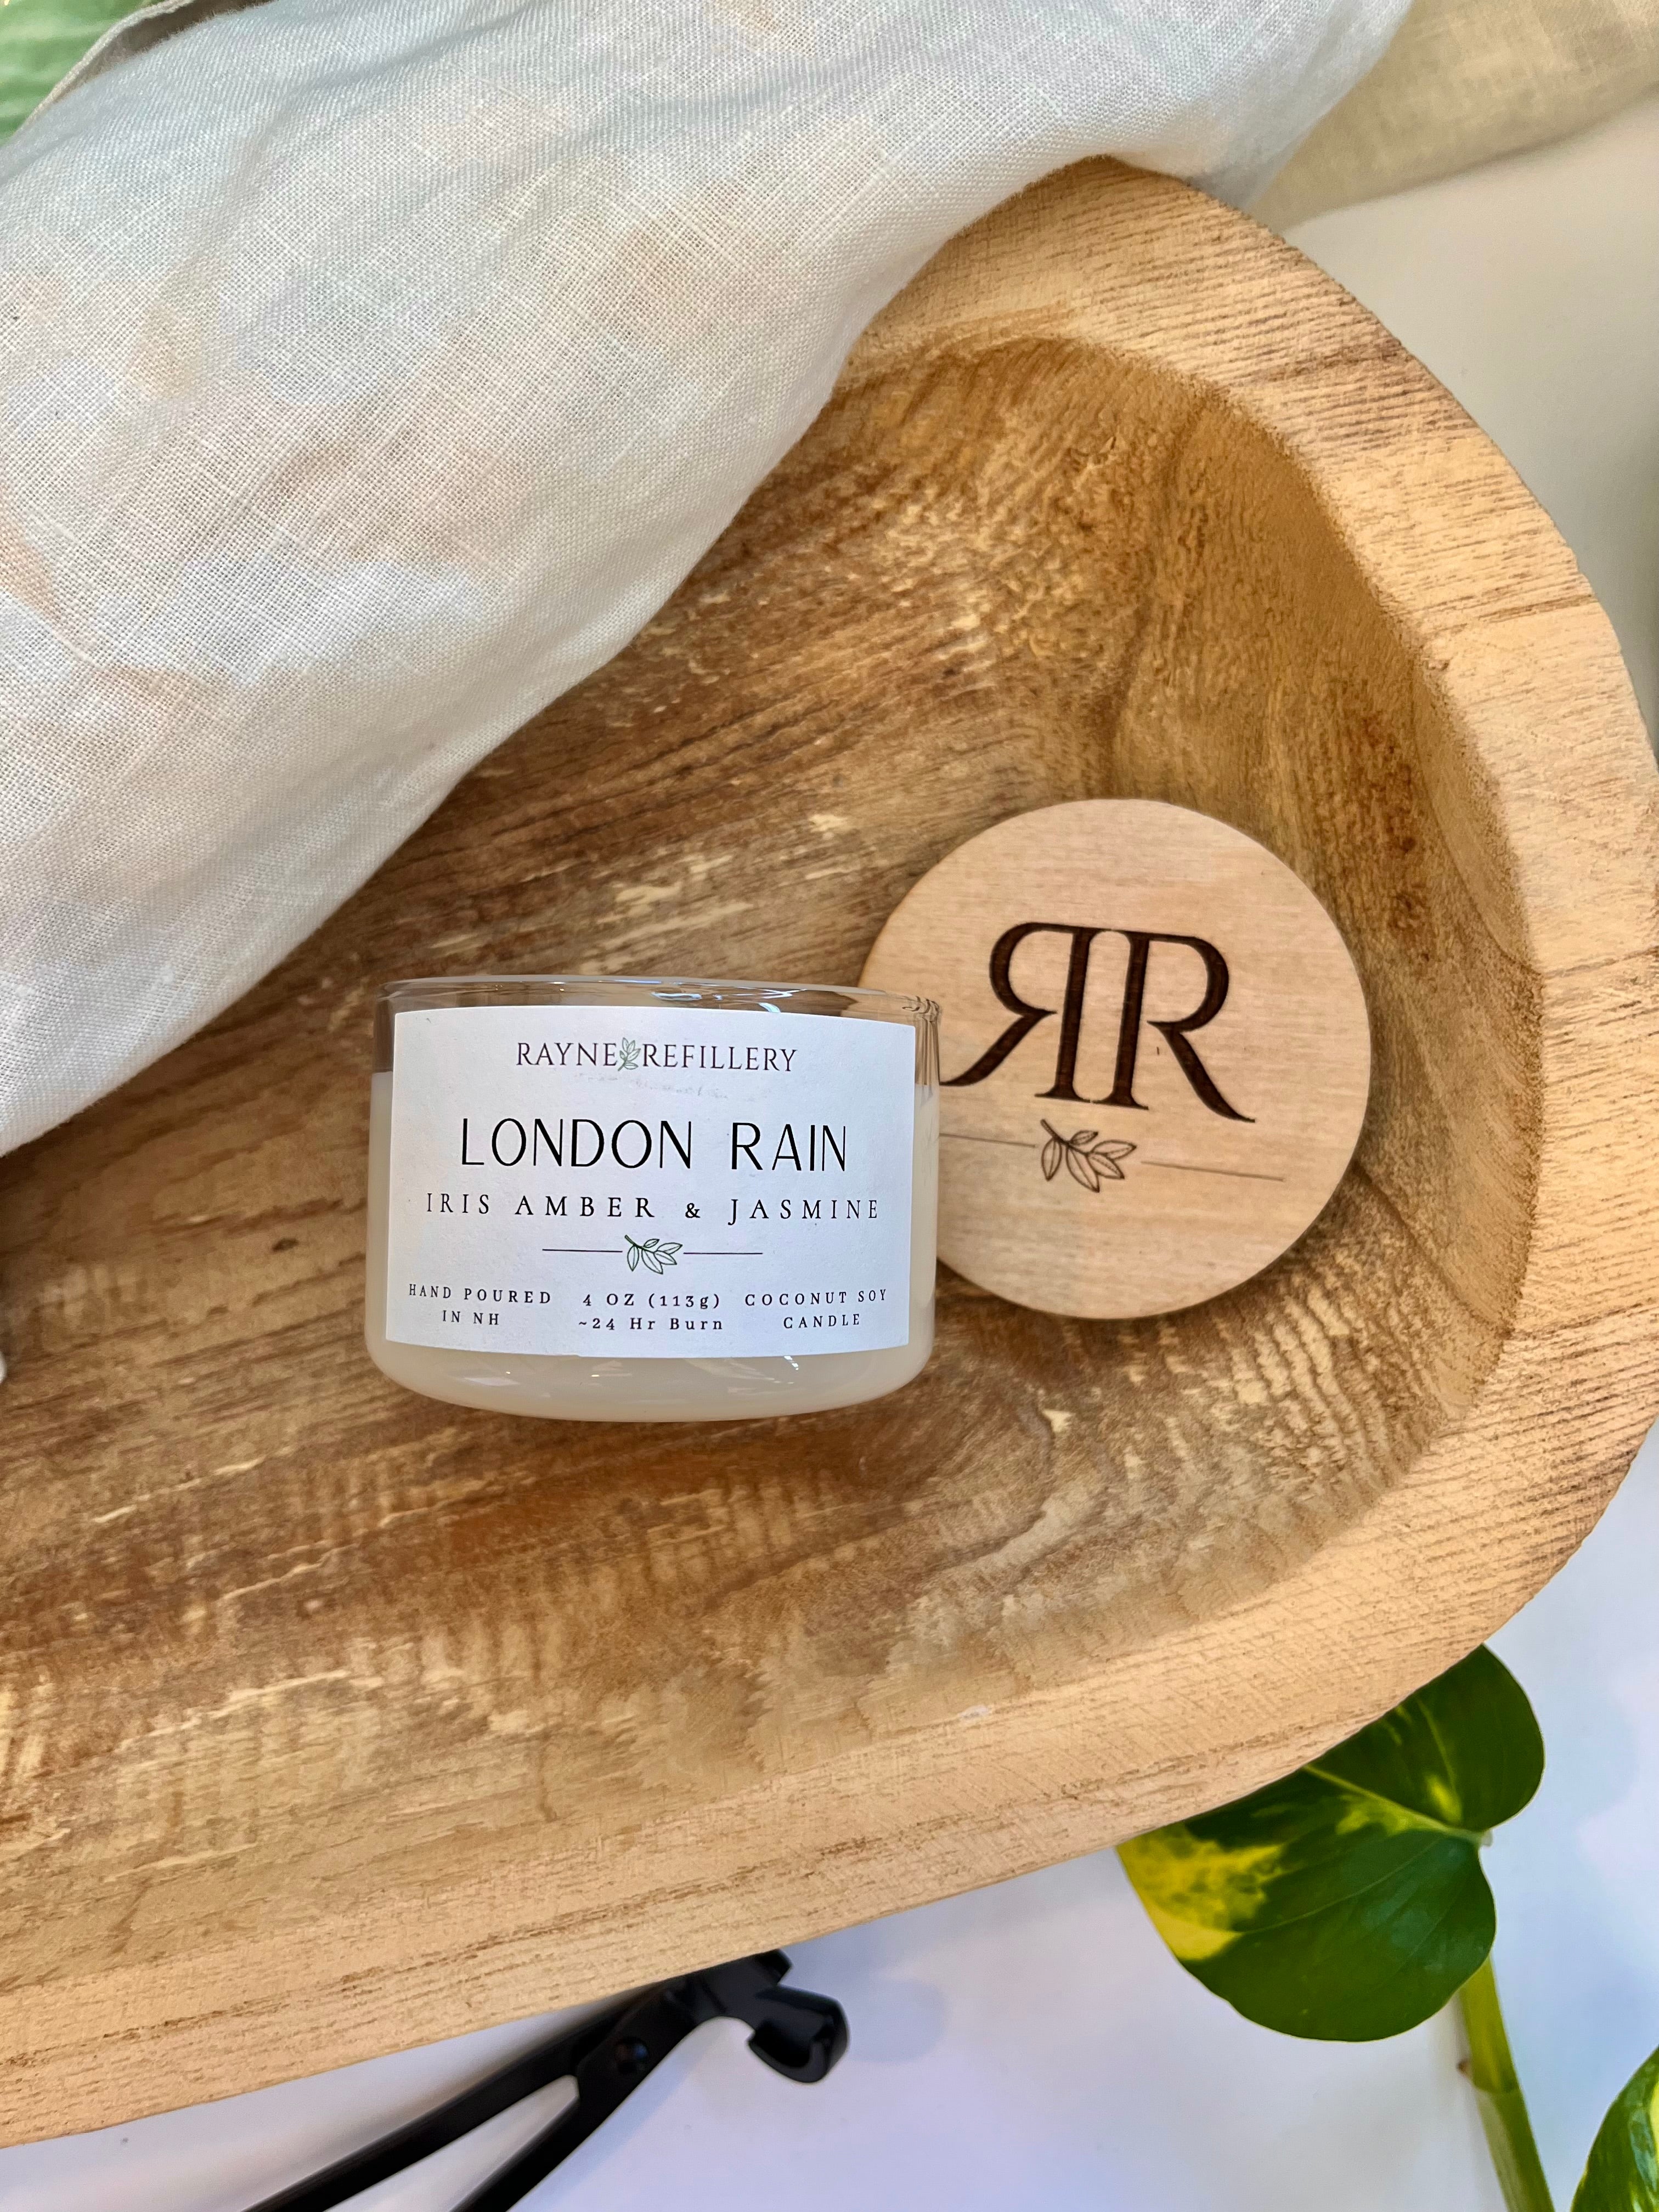 RAYNE REFILLERY
LONDON RAIN
IRIS AMBER & JASMINE
HAND POURED
IN NH
4 OZ (113g)
~24 Hr Burn
COCONUT SOY
CANDLE
RR